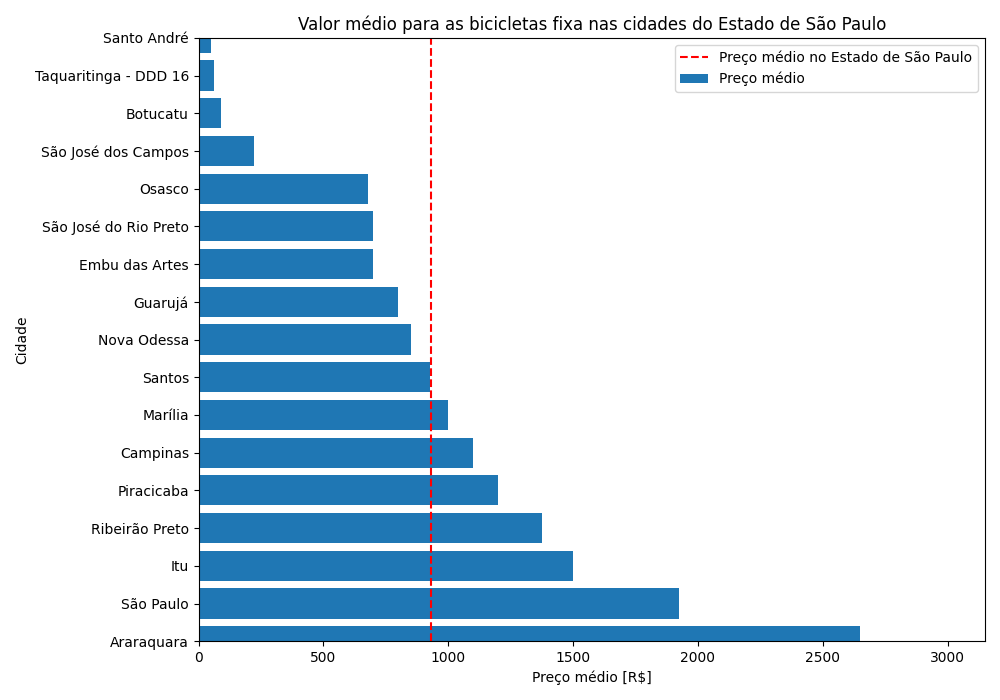 Valor médio para as bicicletas fixa nas cidades do Estado de São Paulo
Preço médio no Estado de São Paulo
Preço médio
Cidade
Santo André
Taquaritinga - DDD 16
Botucatu
São José dos Campos
Osasco
São José do Rio Preto
Embu das Artes
Guarujá
Nova Odessa
Santos
Marília
Campinas
Piracicaba
Ribeirão Preto
Itu
São Paulo
Araraquara
0 500 1000 1500 2000 2500 3000
Preço médio [R$]